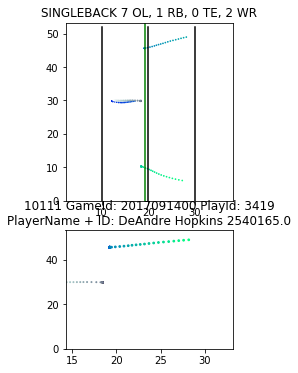 SINGLEBACK 7 OL, 1 RB, 0 TE, 2 WR
50
40
30
20
10
0
10 20 30
10111 GameId: 2017091400 PlayId: 3419
PlayerName + ID: DeAndre Hopkins 2540165.0
40
20
0
15 20 25 30